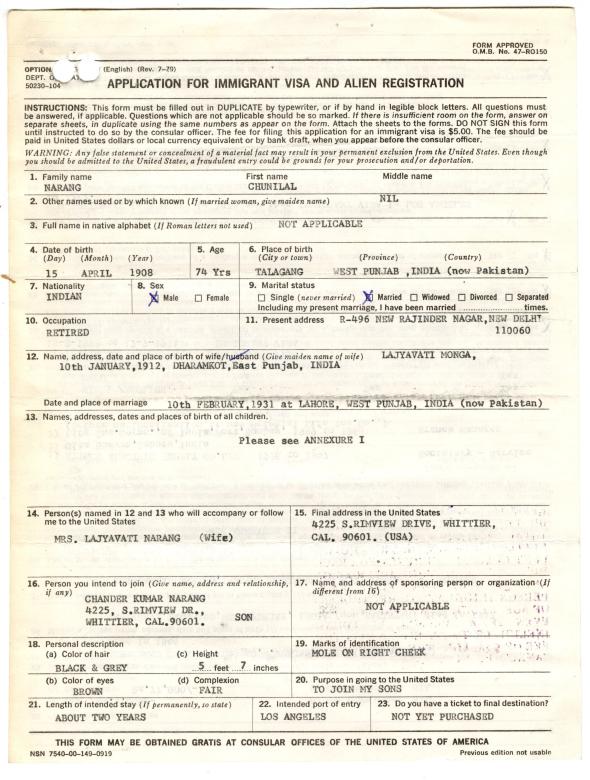 FORM APPROVED
O.M.B. No. 47-RO150
OPTION (English) (Rev. 7-79)
DEPT.
50230-104
APPLICATION FOR IMMIGRANT VISA AND ALIEN REGISTRATION
INSTRUCTIONS: This form must be filled out in DUPLICATE by typewriter, or if by hand in legible block letters. All questions must
be answered, if applicable. Questions which are not applicable should be so marked. If there is insufficient room on the form, answer on
separate sheets, in duplicate using the same numbers as appear on the form. Attach the sheets to the forms. DO NOT SIGN this form
until instructed to do so by the consular officer. The fee for filing this application for an immigrant visa is $5.00. The fee should be
paid in United States dollars or local currency equivalent or by bank draft, when you appear before the consular officer.
WARNING: Any false statement or concealment of a material fact may result in your permanent exclusion from the United States. Even though
you should be admitted to the United States, a fraudulent entry could be grounds for your prosecution and/or deportation.
1. Family name First name Middle name
NARANG CHUNILAL
2. Other names used or by which known (If married woman, give maiden name) NIL
3. Full name in native alphabet (If Roman letters not used) NOT APPLICABLE
4. Date of birth 5. Age 6. Place of birth
(Day) (Month) (Year) (City or town) (Province) (Country)
15 APRIL 1908 74 Yrs TALAGANG WEST PUNJAB ,INDIA (now Pakistan)
7. Nationality 8. Sex 9. Marital status
INDIAN Male Female Single (never married) Married Widowed Divorced Separated
Including my present marriage, I have been married ........ times.
10. Occupation 11. Present address R-496 NEW RAJINDER NAGAR,NEW DELHI
RETIRED 110060
12. Name, address, date and place of birth of wife/husband (Give maiden name of wife) LAJYAVATI MONGA,
10th JANUARY,1912, DHARAMKOT,East Punjab, INDIA
Date and place of marriage 10th FEBRUARY,1931 at LAHORE, WEST PUNJAB, INDIA (now Pakistan)
13. Names, addresses, dates and places of birth of all children.
Please see ANNEXURE I
14. Person(s) named in 12 and 13 who will accompany or follow
me to the United States
MRS. LAJYAVATI NARANG (Wife)
15. Final address in the United States
4225 S.RIMVIEW DRIVE, WHITTIER,
CAL. 90601. (USA)
16. Person you intend to join (Give name, address and relationship,
if any)
CHANDER KUMAR NARANG
4225, S.RIMVIEW DR.,
WHITTIER, CAL.90601. SON
17. Name and address of sponsoring person or organization (If
different from 16)
NOT APPLICABLE
18. Personal description
(a) Color of hair (c) Height
BLACK & GREY 5 feet 7 inches
(b) Color of eyes (d) Complexion
BROWN FAIR
19. Marks of identification
MOLE ON RIGHT CHEEK
20. Purpose in going to the United States
TO JOIN MY SONS
21. Length of intended stay (If permanently, so state)
ABOUT TWO YEARS
22. Intended port of entry
LOS ANGELES
23. Do you have a ticket to final destination?
NOT YET PURCHASED
THIS FORM MAY BE OBTAINED GRATIS AT CONSULAR OFFICES OF THE UNITED STATES OF AMERICA
NSN 7540-00-149-0919 Previous edition not usable